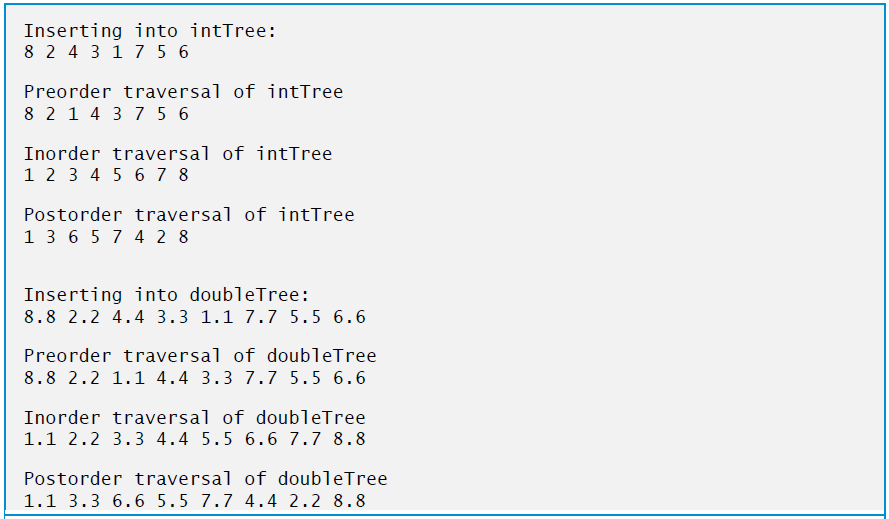 Inserting into intTree:
8 2 4 3 1 7 5 6
Preorder traversal of intTree
8 2 1 4 3 7 5 6
Inorder traversal of intTree
1 2 3 4 5 6 7 8
Postorder traversal of intTree
1 3 6 5 7 4 2 8
Inserting into doubleTree:
8.8 2.2 4.4 3.3 1.1 7.7 5.5 6.6
Preorder traversal of doubleTree
8.8 2.2 1.1 4.4 3.3 7.7 5.5 6.6
Inorder traversal of doubleTree
1.1 2.2 3.3 4.4 5.5 6.6 7.7 8.8
Postorder traversal of doubleTree
1.1 3.3 6.6 5.5 7.7 4.4 2.2 8.8